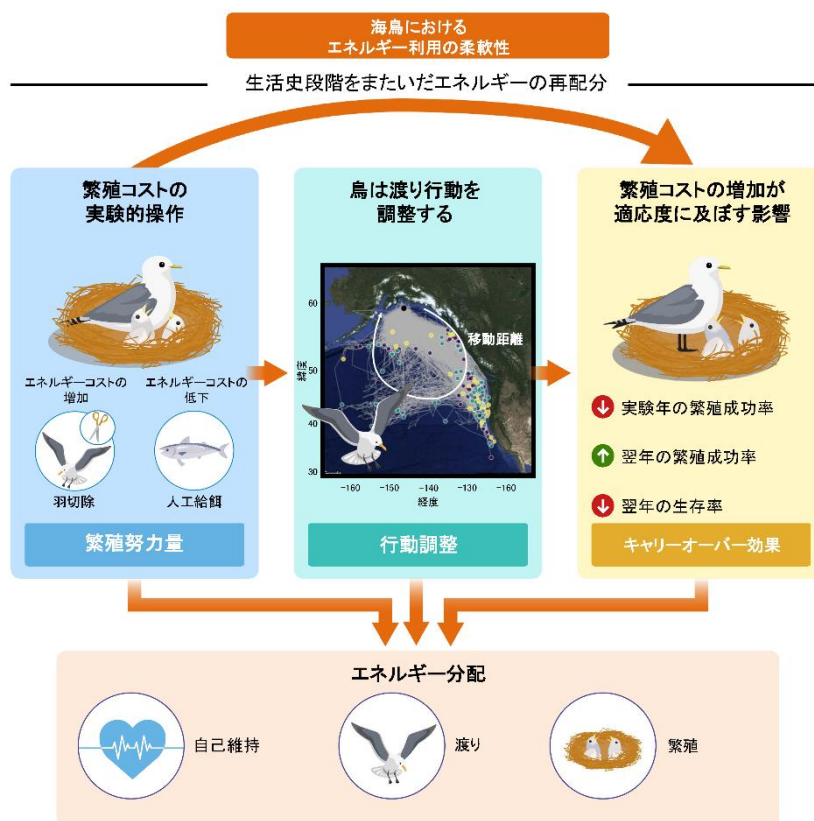 海鳥における
エネルギー利用の柔軟性
生活史段階をまたいだエネルギーの再配分
繁殖コストの
実験的操作
エネルギーコストの
増加
エネルギーコストの
低下
羽切除
人工給餌
繁殖努力量
鳥は渡り行動を
調整する
移動距離
緯度
60
50
40
30
-160
-150
-140
-130
-160
経度
行動調整
繁殖コストの増加が
適応度に及ぼす影響
実験年の繁殖成功率
翌年の繁殖成功率
翌年の生存率
キャリーオーバー効果
エネルギー分配
自己維持
渡り
繁殖